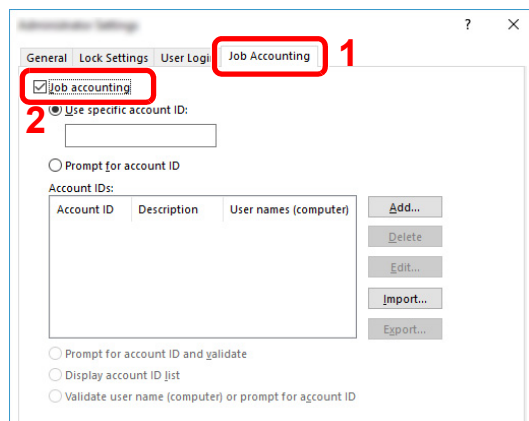 ? ×
General Lock Settings User Logi Job Accounting 1
Job accounting
2 Use specific account ID:
Prompt for account ID
Account IDs:
Account ID Description User names (computer)
Add...
Delete
Edit...
Import...
Export...
Prompt for account ID and validate
Display account ID list
Validate user name (computer) or prompt for account ID